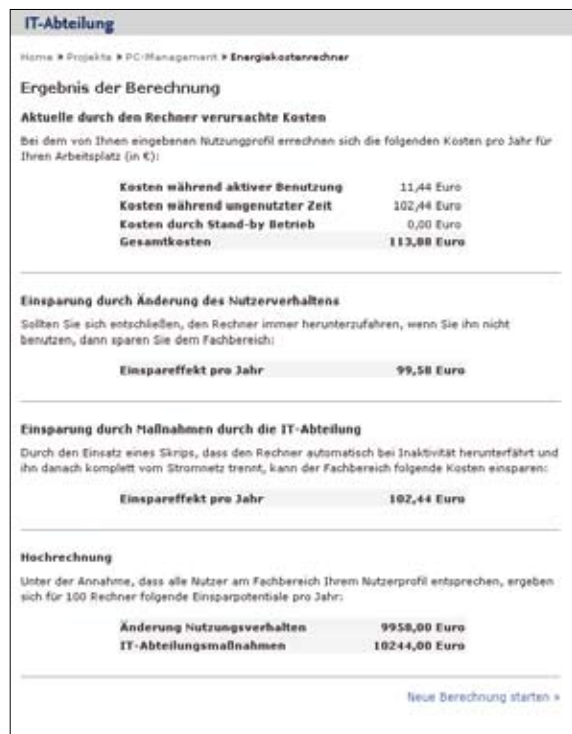 IT-Abteilung
Home » Projekte » PC-Management » Energiekostenrechner
Ergebnis der Berechnung
Aktuelle durch den Rechner verursachte Kosten
Bei dem von Ihnen eingebenen Nutzungprofil errechnen sich die folgenden Kosten pro Jahr für
Ihren Arbeitsplatz (in €):
Kosten während aktiver Benutzung 11,44 Euro
Kosten während ungenutzter Zeit 102,44 Euro
Kosten durch Stand-by Betrieb 0,00 Euro
Gesamtkosten 113,88 Euro
Einsparung durch Änderung des Nutzerverhaltens
Sollten Sie sich entschließen, den Rechner immer herunterzufahren, wenn Sie ihn nicht
benutzen, dann sparen Sie dem Fachbereich:
Einspareffekt pro Jahr 99,58 Euro
Einsparung durch Maßnahmen durch die IT-Abteilung
Durch den Einsatz eines Skrips, dass den Rechner automatisch bei Inaktivität herunterfährt und
ihn danach komplett vom Stromnetz trennt, kann der Fachbereich folgende Kosten einsparen:
Einspareffekt pro Jahr 102,44 Euro
Hochrechnung
Unter der Annahme, dass alle Nutzer am Fachbereich Ihrem Nutzerprofil entsprechen, ergeben
sich für 100 Rechner folgende Einsparpotentiale pro Jahr:
Änderung Nutzungsverhalten 9958,00 Euro
IT-Abteilungsmaßnahmen 10244,00 Euro
Neue Berechnung starten »